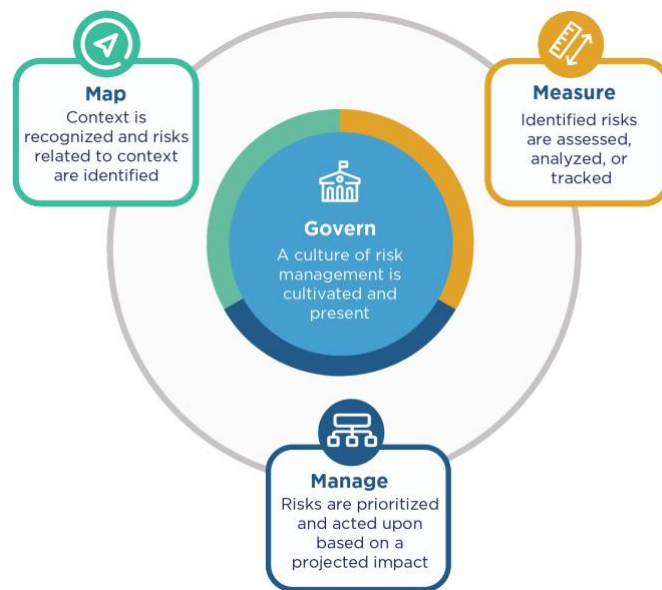 Map
Context is
recognized and risks
related to context
are identified
Measure
Identified risks
are assessed,
analyzed, or
tracked
Govern
A culture of risk
management is
cultivated and
present
Manage
Risks are prioritized
and acted upon
based on a
projected impact